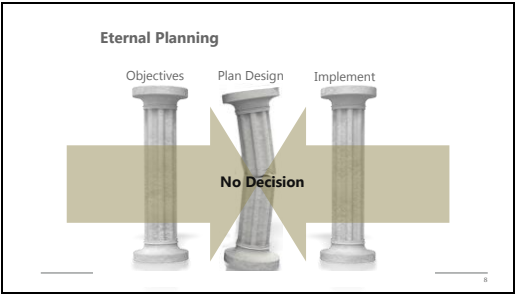 Eternal Planning
Objectives Plan Design Implement
No Decision
8